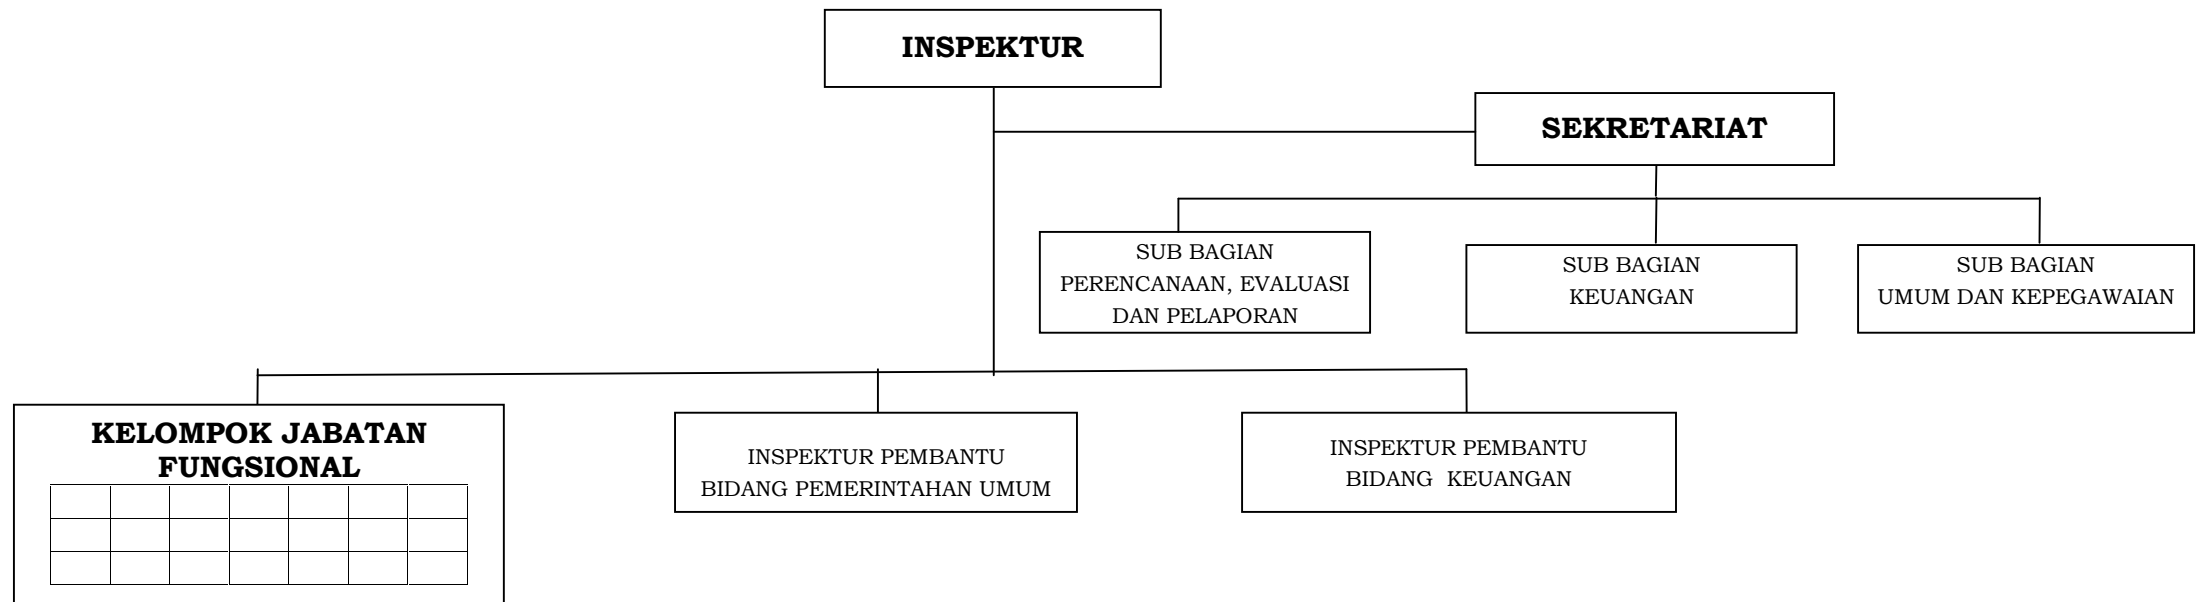 INSPEKTUR
SEKRETARIAT
SUB BAGIAN
PERENCANAAN, EVALUASI
DAN PELAPORAN
SUB BAGIAN
KEUANGAN
SUB BAGIAN
UMUM DAN KEPEGAWAIAN
KELOMPOK JABATAN
FUNGSIONAL
INSPEKTUR PEMBANTU
BIDANG PEMERINTAHAN UMUM
INSPEKTUR PEMBANTU
BIDANG KEUANGAN